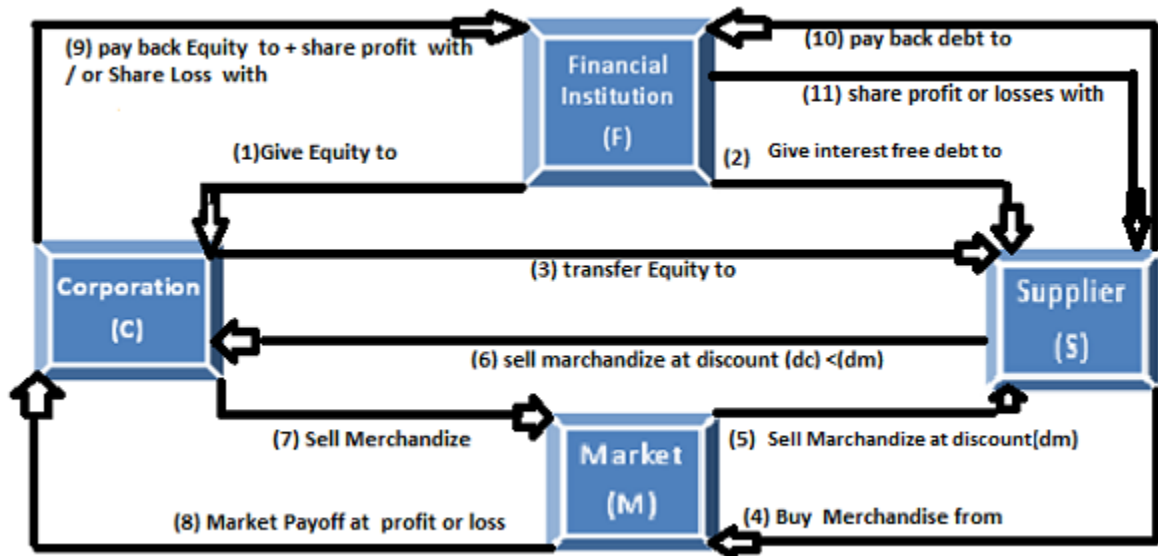 (9) pay back Equity to + share profit with
/ or Share Loss with
Financial
Institution
(F)
(10) pay back debt to
(11) share profit or losses with
(1)Give Equity to
(2) Give interest free debt to
(3) transfer Equity to
Corporation
(C)
Supplier
(S)
(6) sell marchandize at discount (dc) <(dm)
(7) Sell Merchandize
Market
(M)
(5) Sell Marchandize at discount(dm)
(8) Market Payoff at profit or loss
(4) Buy Merchandise from